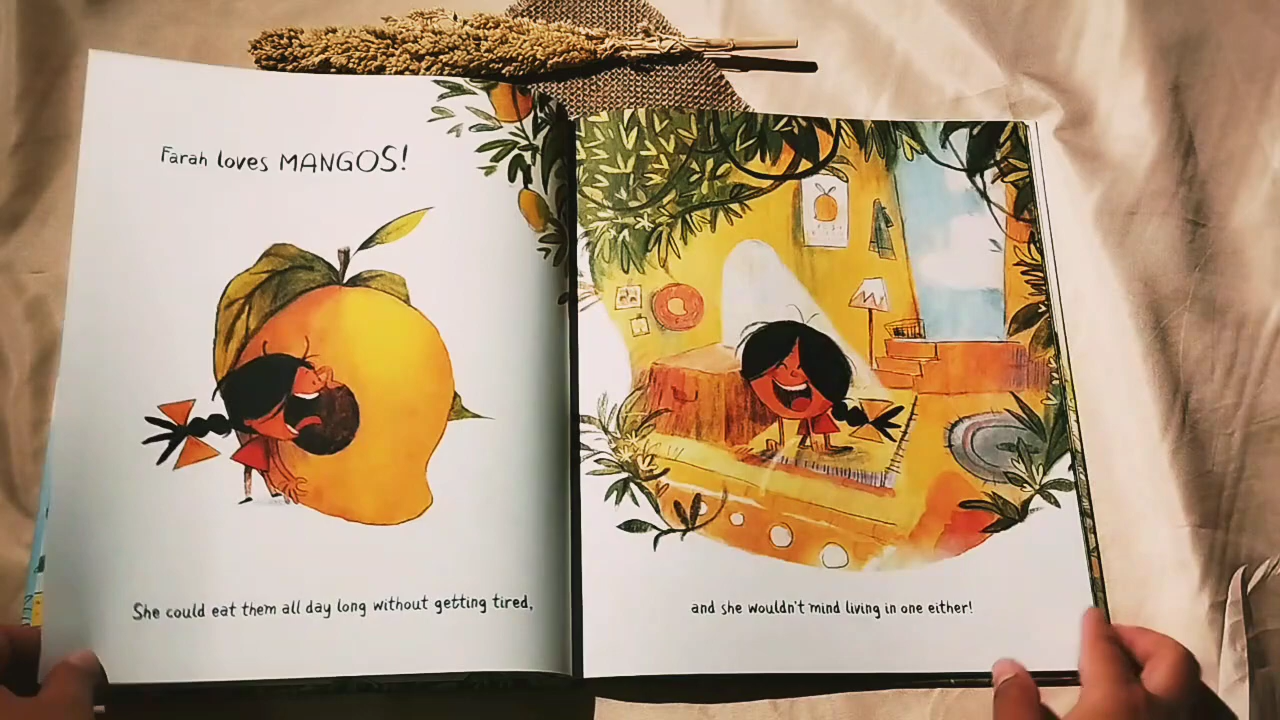 Farah loves MANGOS!
She could eat them all day long without getting tired,
and she wouldn't mind living in one either!